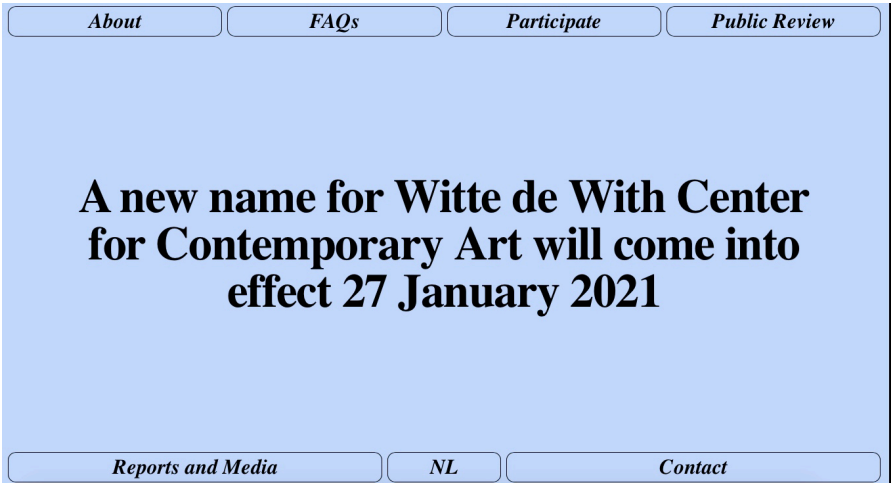 About FAQs Participate Public Review
A new name for Witte de With Center
for Contemporary Art will come into
effect 27 January 2021
Reports and Media NL Contact